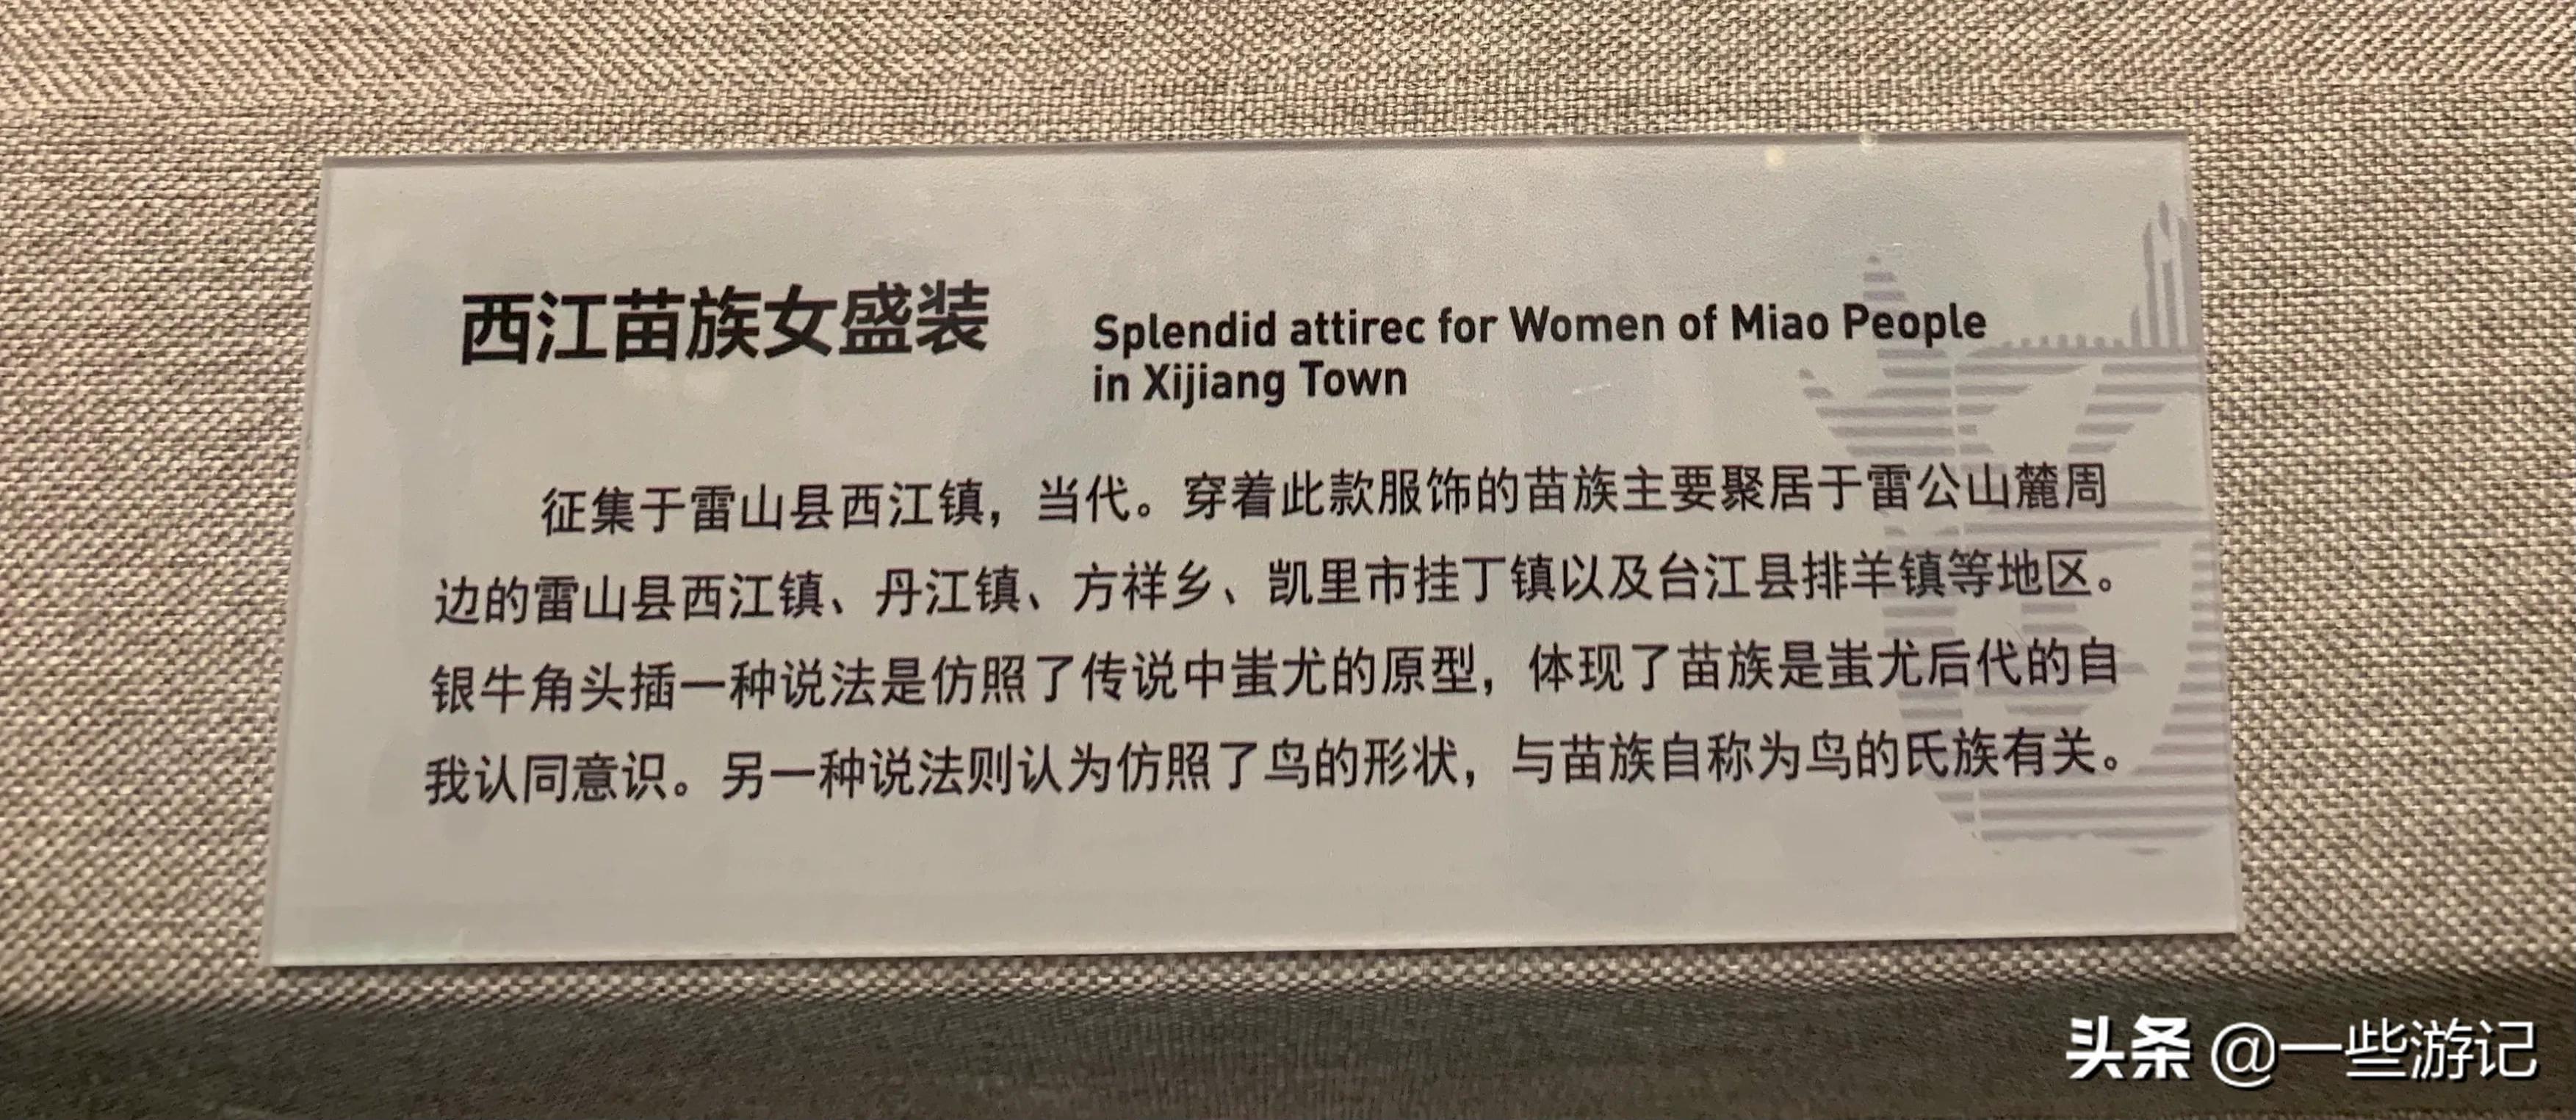 西江苗族女盛装
Splendid attirec for Women of Miao People
in Xijiang Town
征集于雷山县西江镇，当代。穿着此款服饰的苗族主要聚居于雷公山麓周
边的雷山县西江镇、丹江镇、方祥乡、凯里市挂丁镇以及台江县排羊镇等地区。
银牛角头插一种说法是仿照了传说中蚩尤的原型，体现了苗族是蚩尤后代的自
我认同意识。另一种说法则认为仿照了鸟的形状，与苗族自称为鸟的氏族有关。
头条 @一些游记